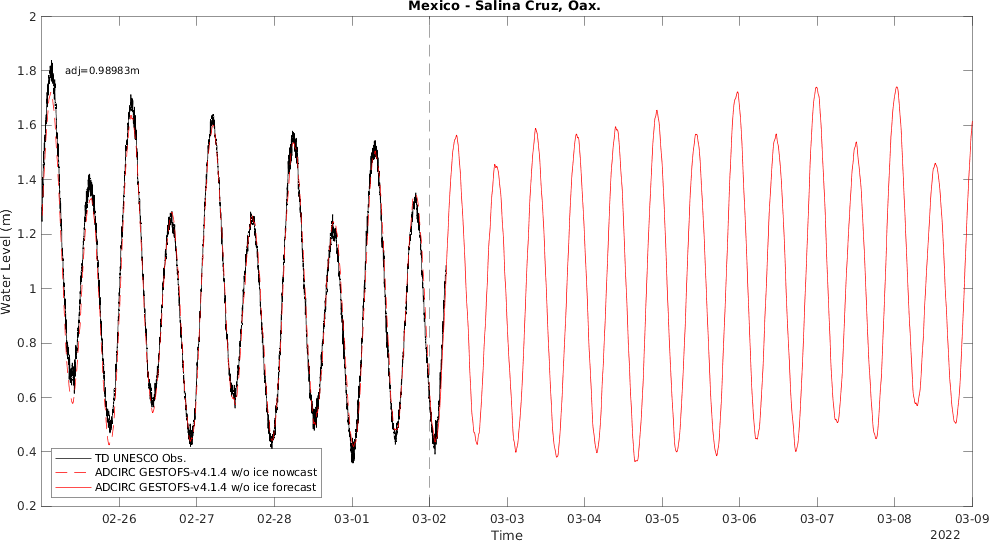 Mexico - Salina Cruz, Oax.
adj=0.98983m
Water Level (m)
2
1.8
1.6
1.4
1.2
1
0.8
0.6
0.4
0.2
TD UNESCO Obs.
ADCIRC GESTOFS-v4.1.4 w/o ice nowcast
ADCIRC GESTOFS-v4.1.4 w/o ice forecast
02-26 02-27 02-28 03-01 03-02 03-03 03-04 03-05 03-06 03-07 03-08 03-09
Time
2022